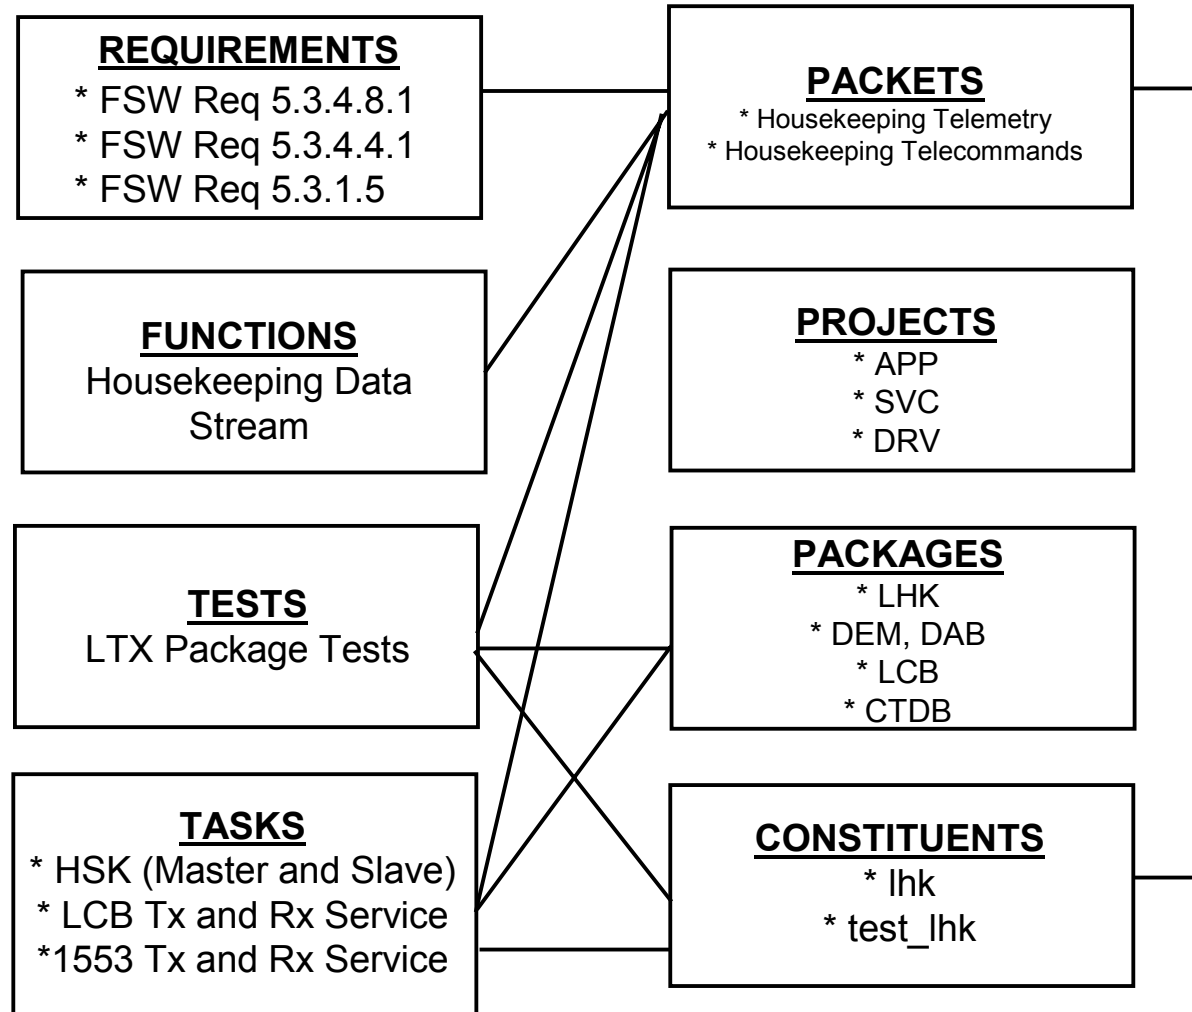 REQUIREMENTS
* FSW Req 5.3.4.8.1
* FSW Req 5.3.4.4.1
* FSW Req 5.3.1.5
PACKETS
* Housekeeping Telemetry
* Housekeeping Telecommands
FUNCTIONS
Housekeeping Data
Stream
PROJECTS
* APP
* SVC
* DRV
TESTS
LTX Package Tests
PACKAGES
* LHK
* DEM, DAB
* LCB
* CTDB
TASKS
* HSK (Master and Slave)
* LCB Tx and Rx Service
*1553 Tx and Rx Service
CONSTITUENTS
* lhk
* test_lhk